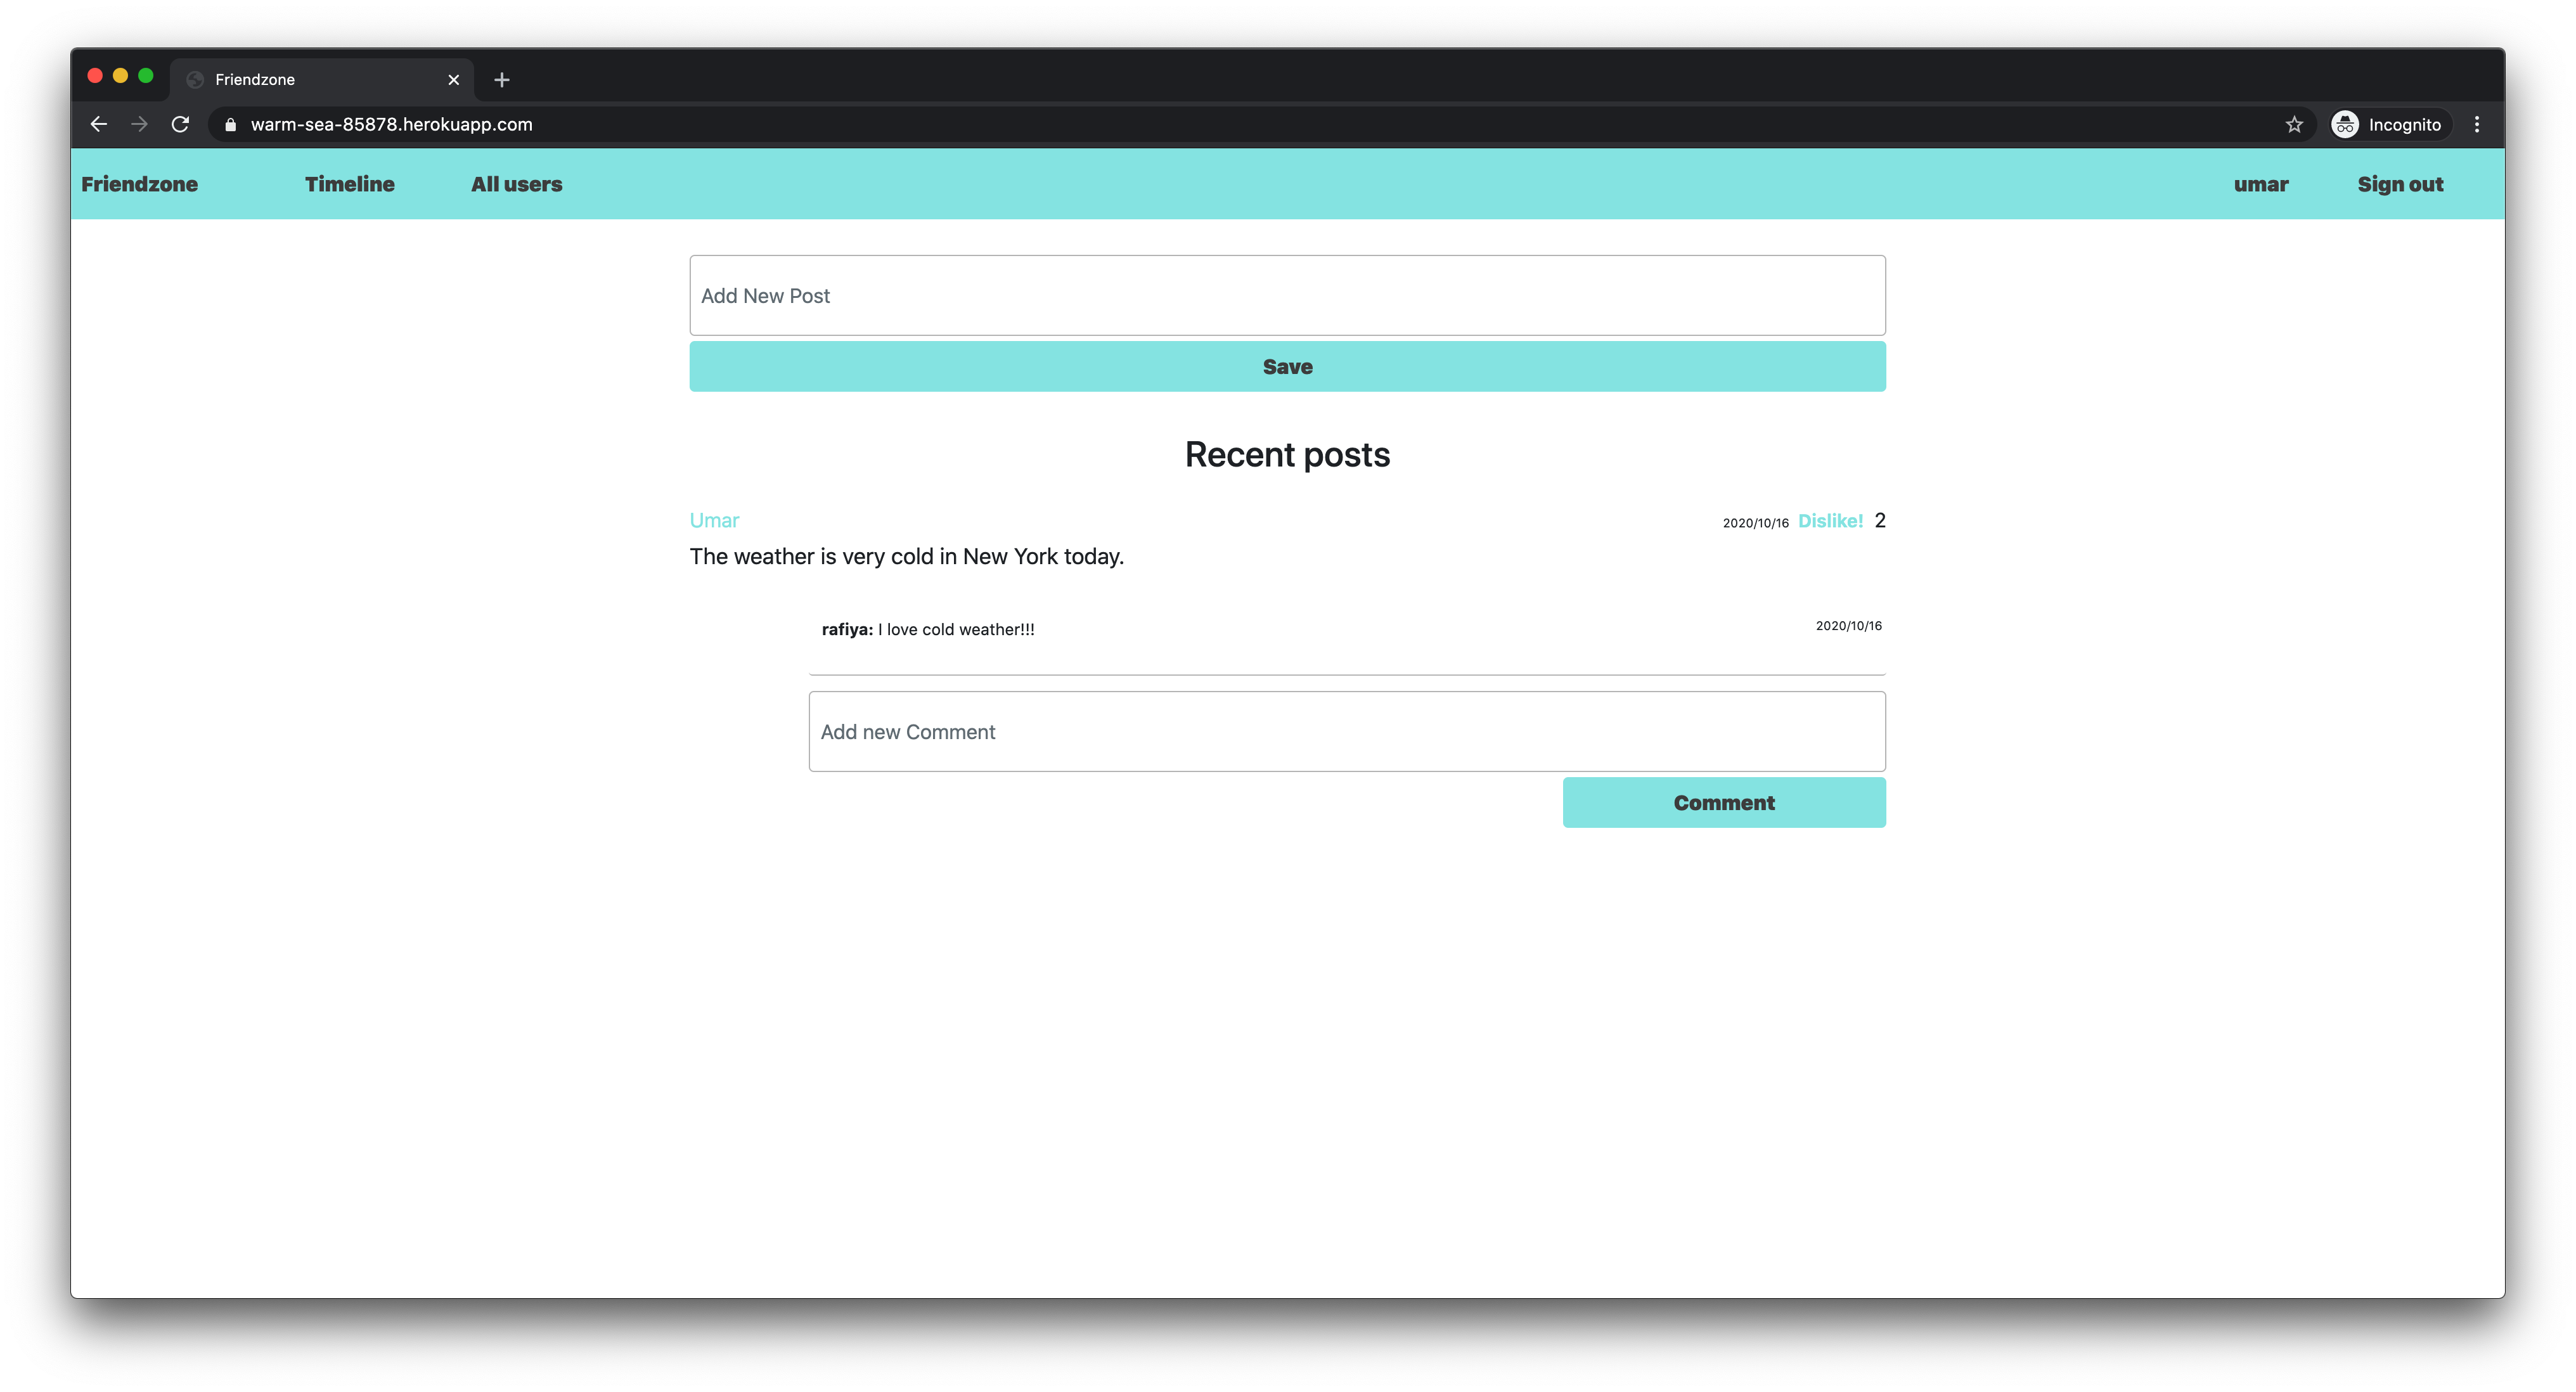 Friendzone
warm-sea-85878.herokuapp.com Incognito
Friendzone Timeline All users umar Sign out
Add New Post
Save
Recent posts
Umar 2020/10/16 Dislike! 2
The weather is very cold in New York today.
rafiya: I love cold weather!!! 2020/10/16
Add new Comment
Comment